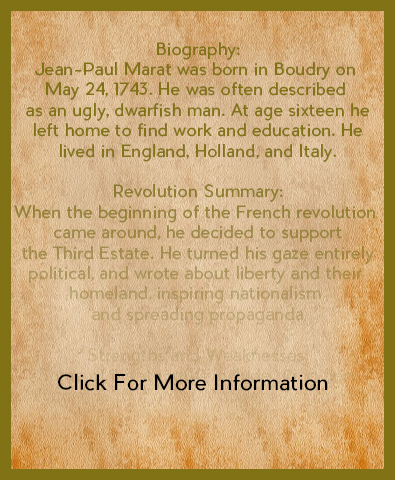 Biography:
Jean-Paul Marat was born in Boudry on
May 24, 1743. He was often described
as an ugly, dwarfish man. At age sixteen he
left home to find work and education. He
lived in England, Holland, and Italy.
Revolution Summary:
When the beginning of the French revolution
came around, he decided to support
the Third Estate. He turned his gaze entirely
political, and wrote about liberty and their
homeland, inspiring nationalism
and spreading propaganda.
Strengths and Weaknesses
Click For More Information